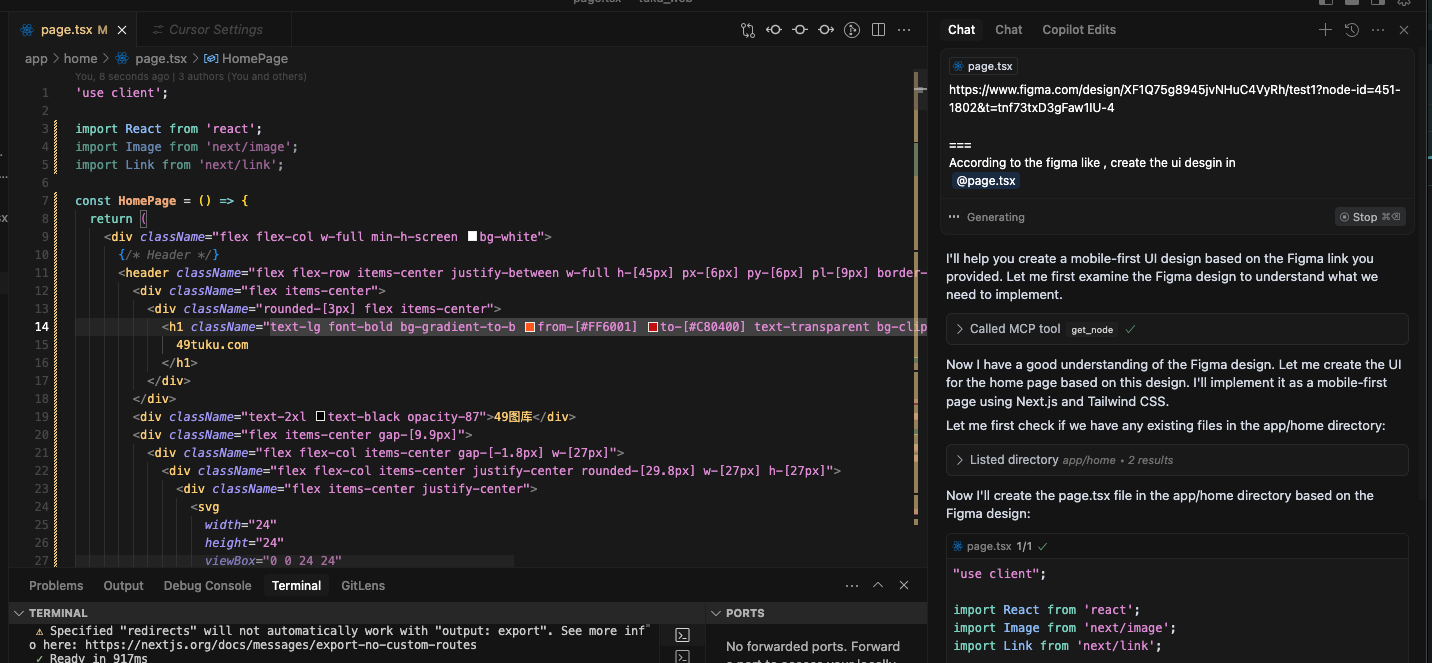 page.tsx M
Cursor Settings
app > home > page.tsx > HomePage
You, 8 seconds ago | 3 authors (You and others)
1 'use client';
2
3 import React from 'react';
4 import Image from 'next/image';
5 import Link from 'next/link';
6
7 const HomePage = () => {
8 return (
9 <div className="flex flex-col w-full min-h-screen bg-white">
10 {/* Header */}
11 <header className="flex flex-row items-center justify-between w-full h-[45px] px-[6px] py-[6px] pl-[9px] border-
12 <div className="flex items-center">
13 <div className="rounded-[3px] flex items-center">
14 <h1 className="text-lg font-bold bg-gradient-to-b from-[#FF6001] to-[#C80400] text-transparent bg-clip
15 49tuku.com
16 </h1>
17 </div>
18 </div>
19 <div className="text-2xl text-black opacity-87">49图库</div>
20 <div className="flex items-center gap-[9.9px]">
21 <div className="flex flex-col items-center gap-[-1.8px] w-[27px]">
22 <div className="flex flex-col items-center justify-center rounded-[29.8px] w-[27px] h-[27px]">
23 <div className="flex items-center justify-center">
24 <svg
25 width="24"
26 height="24"
27 viewBox="0 0 24 24"
Problems Output Debug Console Terminal GitLens
TERMINAL
⚠ Specified "redirects" will not automatically work with "output: export". See more inf
o here: https://nextjs.org/docs/messages/export-no-custom-routes
✓ Ready in 917ms
PORTS
No forwarded ports. Forward
Chat Chat Copilot Edits
page.tsx
https://www.figma.com/design/XF1Q75g8945jvNHuC4VyRh/test1?node-id=451-
1802&t=tnf73txD3gFaw1IU-4
===
According to the figma like , create the ui desgin in
@page.tsx
Generating
Stop ⌘⌫
I'll help you create a mobile-first UI design based on the Figma link you
provided. Let me first examine the Figma design to understand what we
need to implement.
Called MCP tool get_node ✓
Now I have a good understanding of the Figma design. Let me create the UI
for the home page based on this design. I'll implement it as a mobile-first
page using Next.js and Tailwind CSS.
Let me first check if we have any existing files in the app/home directory:
Listed directory app/home • 2 results
Now I'll create the page.tsx file in the app/home directory based on the
Figma design:
page.tsx 1/1 ✓
"use client";
import React from 'react';
import Image from 'next/image';
import Link from 'next/link';